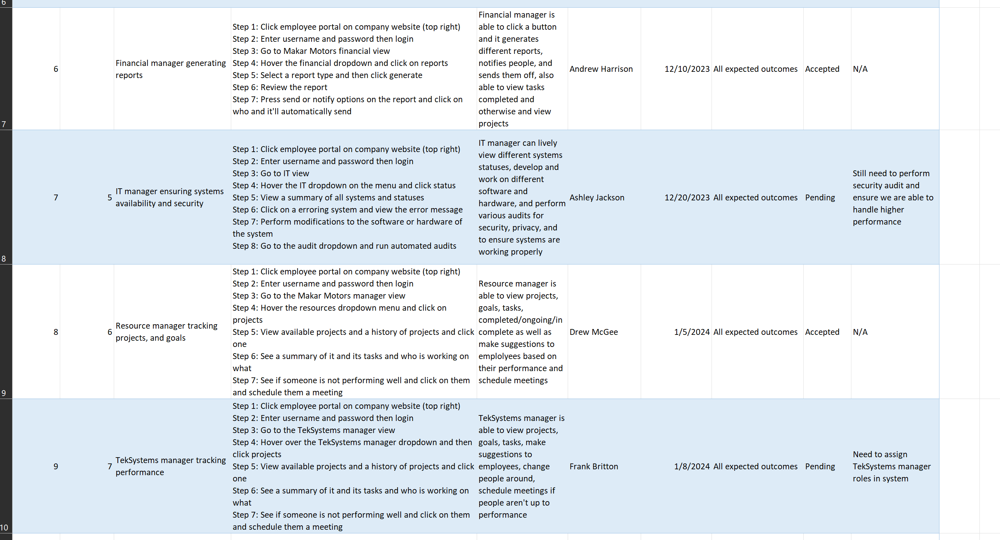 6
7
6
Financial manager generating
reports
Step 1: Click employee portal on company website (top right)
Step 2: Enter username and password then login
Step 3: Go to Makar Motors financial view
Step 4: Hover the financial dropdown and click on reports
Step 5: Select a report type and then click generate
Step 6: Review the report
Step 7: Press send or notify options on the report and click on
who and it'll automatically send
Financial manager is
able to click a button
and it generates
different reports,
notifies people, and
sends them off, also
able to view tasks
completed and
otherwise and view
projects
Andrew Harrison
12/10/2023
All expected outcomes
Accepted
N/A
8
7
5
IT manager ensuring systems
availability and security
Step 1: Click employee portal on company website (top right)
Step 2: Enter username and password then login
Step 3: Go to IT view
Step 4: Hover the IT dropdown on the menu and click status
Step 5: View a summary of all systems and statuses
Step 6: Click on a erroring system and view the error message
Step 7: Perform modifications to the software or hardware of
the system
Step 8: Go to the audit dropdown and run automated audits
IT manager can lively
view different systems
statuses, develop and
work on different
software and
hardware, and perform
various audits for
security, privacy, and
to ensure systems are
working properly
Ashley Jackson
12/20/2023
All expected outcomes
Pending
Still need to perform
security audit and
ensure we are able to
handle higher
performance
9
8
6
Resource manager tracking
projects, and goals
Step 1: Click employee portal on company website (top right)
Step 2: Enter username and password then login
Step 3: Go to the Makar Motors manager view
Step 4: Hover the resources dropdown menu and click on
projects
Step 5: View available projects and a history of projects and click
one
Step 6: See a summary of it and its tasks and who is working on
what
Step 7: See if someone is not performing well and click on them
and schedule them a meeting
Resource manager is
able to view projects,
goals, tasks,
completed/ongoing/in
complete as well as
make suggestions to
emplolyees based on
their performance and
schedule meetings
Drew McGee
1/5/2024
All expected outcomes
Accepted
N/A
10
9
7
TekSystems manager tracking
performance
Step 1: Click employee portal on company website (top right)
Step 2: Enter username and password then login
Step 3: Go to the TekSystems manager view
Step 4: Hover over the TekSystems manager dropdown and then
click projects
Step 5: View available projects and a history of projects and click
one
Step 6: See a summary of it and its tasks and who is working on
what
Step 7: See if someone is not performing well and click on them
and schedule them a meeting
TekSystems manager is
able to view projects,
goals, tasks, make
suggestions to
employees, change
people around,
schedule meetings if
people aren't up to
performance
Frank Britton
1/8/2024
All expected outcomes
Pending
Need to assign
TekSystems manager
roles in system